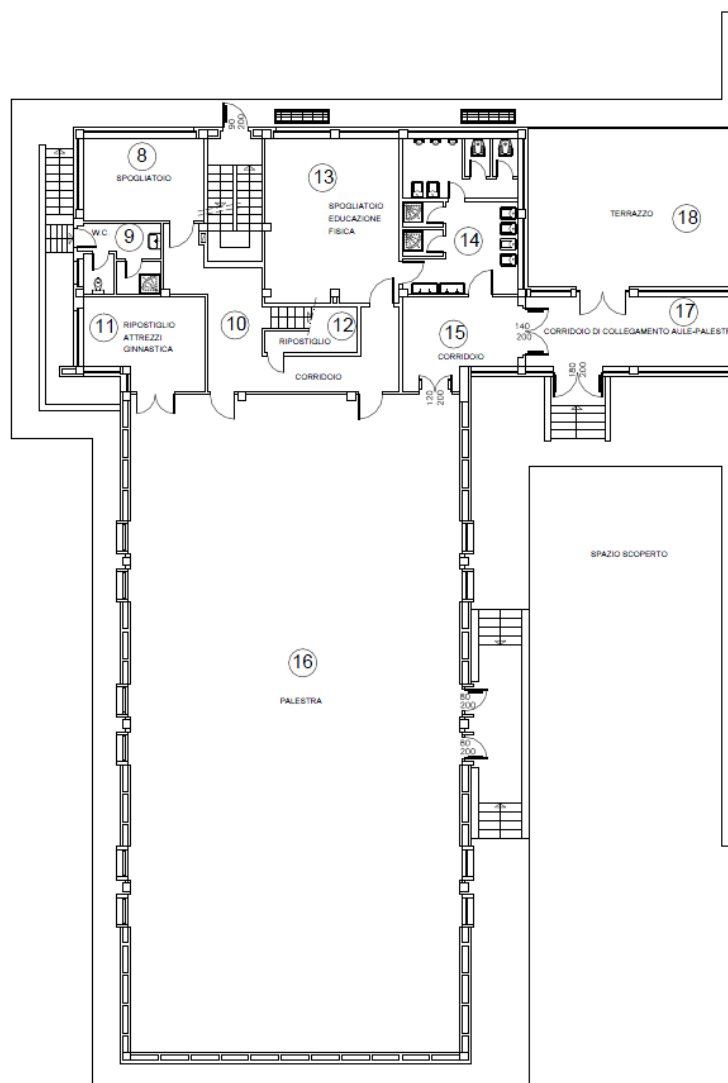 90
200
8
SPOGLIATOIO
13
SPOGLIATOIO
EDUCAZIONE
FISICA
TERRAZZO
18
W.C.
9
14
11
RIPOSTIGLIO
ATTREZZI
GINNASTICA
10
12
RIPOSTIGLIO
CORRIDOIO
15
CORRIDOIO
140
200
17
CORRIDOIO DI COLLEGAMENTO AULE-PALESTR
180
200
120
200
SPAZIO SCOPERTO
16
PALESTRA
80
200
80
200